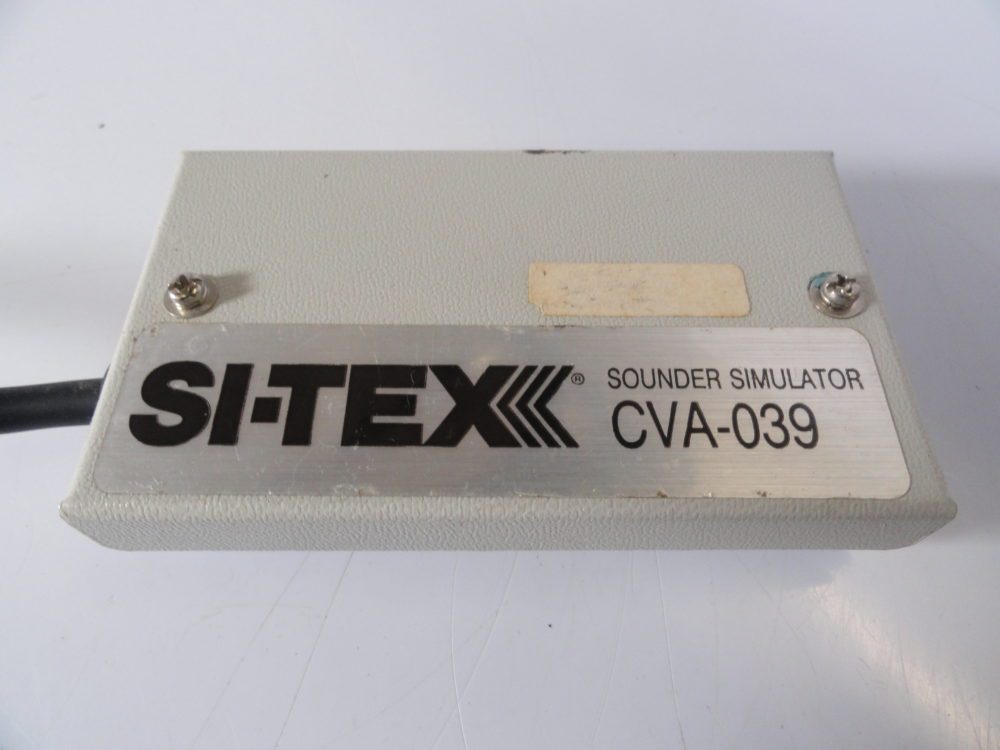 SI-TEX®
SOUNDER SIMULATOR
CVA-039